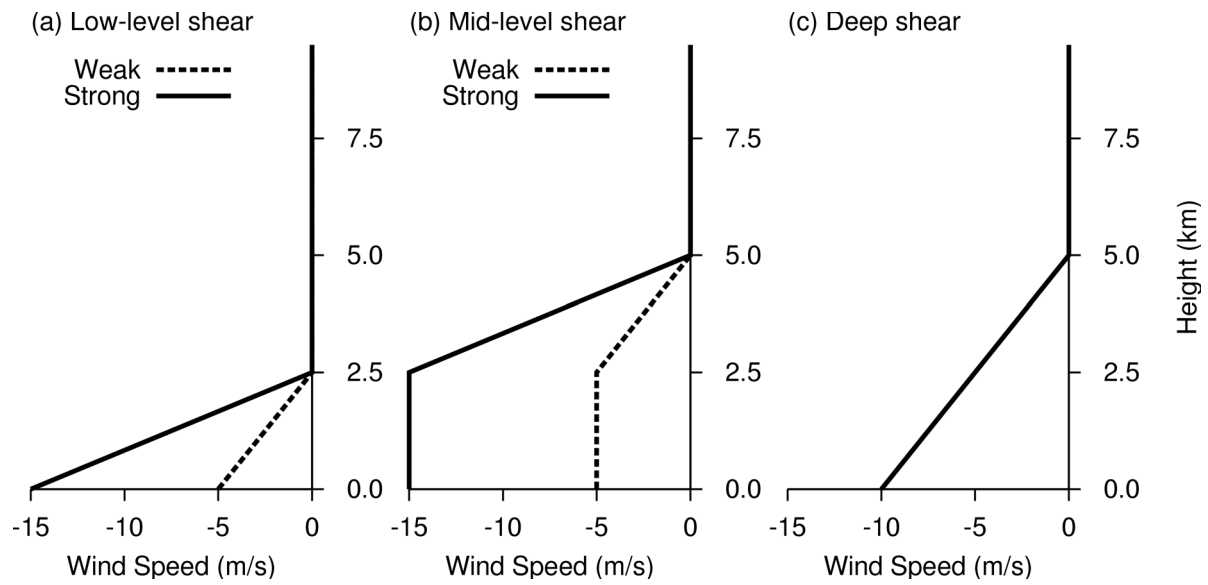 (a) Low-level shear
Weak
Strong
7.5
5.0
2.5
0.0
-15 -10 -5 0
Wind Speed (m/s)
(b) Mid-level shear
Weak
Strong
7.5
5.0
2.5
0.0
-15 -10 -5 0
Wind Speed (m/s)
(c) Deep shear
7.5
5.0
2.5
0.0
-15 -10 -5 0
Wind Speed (m/s)
Height (km)